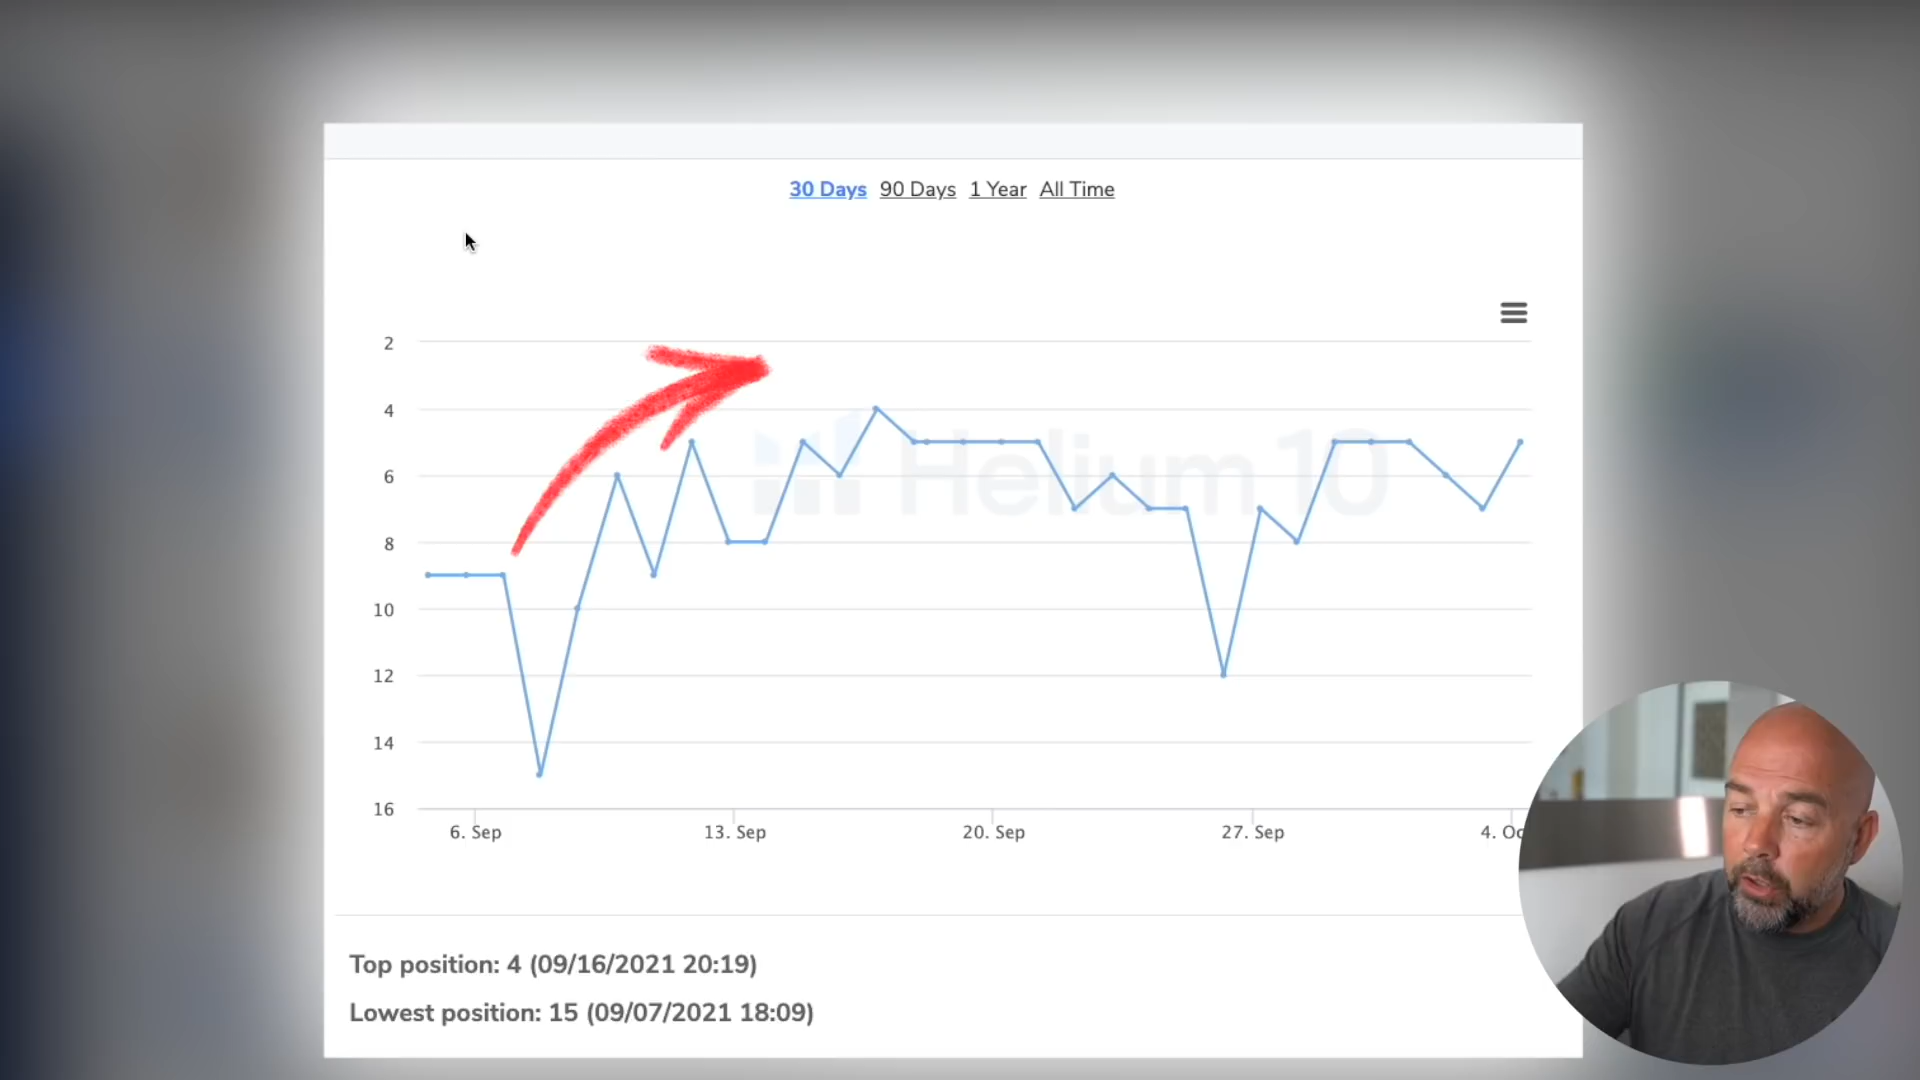 30 Days 90 Days 1 Year All Time
2
4
6
8
10
12
14
16
Helium 10
6. Sep 13. Sep 20. Sep 27. Sep 4. Oc
Top position: 4 (09/16/2021 20:19)
Lowest position: 15 (09/07/2021 18:09)